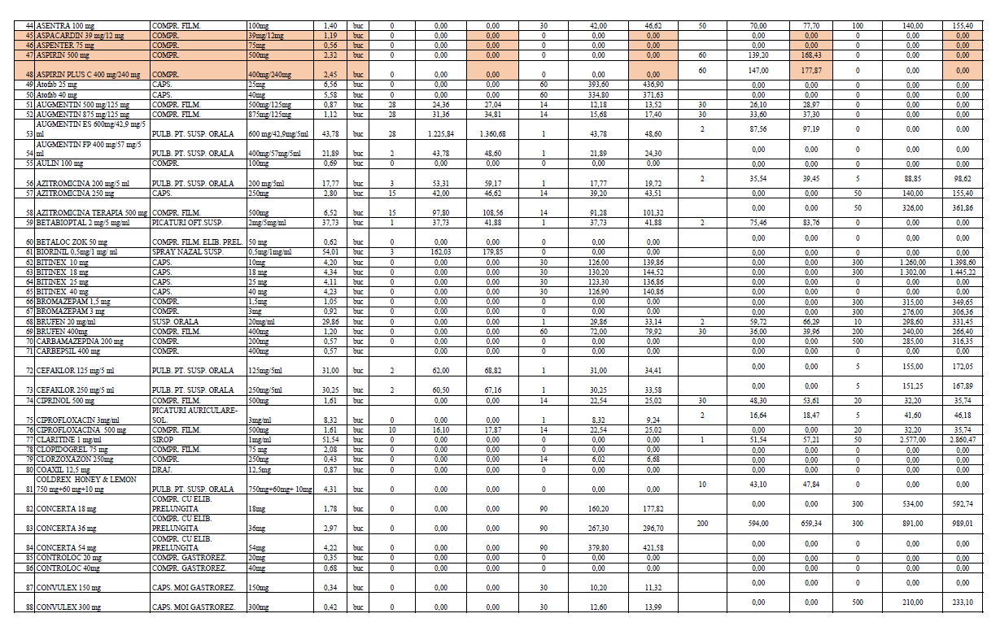 44 ASENTRA 100 mg COMPR. FILM. 100mg 1,40 buc 0 0,00 0,00 30 42,00 46,62 50 70,00 77,70 100 140,00 155,40
45 ASPACARDIN 39 mg/12 mg COMPR. 39mg/12mg 1,19 buc 0 0,00 0,00 0 0,00 0,00 0,00 0,00 0 0,00 0,00
46 ASPENTER 75 mg COMPR. 75mg 0,56 buc 0 0,00 0,00 0 0,00 0,00 0,00 0,00 0 0,00 0,00
47 ASPIRIN 500 mg COMPR. 500mg 2,32 buc 0 0,00 0,00 0 0,00 0,00 60 139,20 168,43 0 0,00 0,00
48 ASPIRIN PLUS C 400 mg/240 mg COMPR. 400mg/240mg 2,45 buc 0 0,00 0,00 0 0,00 0,00 60 147,00 177,87 0 0,00 0,00
49 Atofab 25 mg CAPS. 25mg 6,56 buc 0 0,00 0,00 60 393,60 436,90 0,00 0,00 0 0,00 0,00
50 Atofab 40 mg CAPS. 40mg 5,58 buc 0 0,00 0,00 60 334,80 371,63 0,00 0,00 0 0,00 0,00
51 AUGMENTIN 500 mg/125 mg COMPR. FILM. 500mg/125mg 0,87 buc 28 24,36 27,04 14 12,18 13,52 30 26,10 28,97 0 0,00 0,00
52 AUGMENTIN 875 mg/125 mg COMPR. FILM. 875mg/125mg 1,12 buc 28 31,36 34,81 14 15,68 17,40 30 33,60 37,30 0 0,00 0,00
AUGMENTIN ES 600mg/42,9 mg/5
53 ml PULB. PT. SUSP. ORALA 600 mg/42,9mg/5ml 43,78 buc 28 1.225,84 1.360,68 1 43,78 48,60 2 87,56 97,19 0 0,00 0,00
AUGMENTIN FP 400 mg/57 mg/5
54 ml PULB. PT. SUSP. ORALA 400mg/57mg/5ml 21,89 buc 2 43,78 48,60 1 21,89 24,30 0,00 0,00 0 0,00 0,00
55 AULIN 100 mg COMPR. 100mg 0,69 buc 0 0,00 0,00 0 0,00 0,00 0,00 0,00 0 0,00 0,00
56 AZITROMICINA 200 mg/5 ml PULB. PT. SUSP. ORALA 200 mg/5ml 17,77 buc 3 53,31 59,17 1 17,77 19,72 2 35,54 39,45 5 88,85 98,62
57 AZITROMICINA 250 mg CAPS. 250mg 2,80 buc 15 42,00 46,62 14 39,20 43,51 0,00 0,00 50 140,00 155,40
58 AZITROMICINA TERAPIA 500 mg COMPR. FILM. 500mg 6,52 buc 15 97,80 108,56 14 91,28 101,32 0,00 0,00 50 326,00 361,86
59 BETABIOPTAL 2 mg/5 mg/ml PICATURI OFT.SUSP. 2mg/5mg/ml 37,73 buc 1 37,73 41,88 1 37,73 41,88 2 75,46 83,76 0 0,00 0,00
60 BETALOC ZOK 50 mg COMPR. FILM. ELIB. PREL. 50 mg 0,62 buc 0 0,00 0,00 0 0,00 0,00 0,00 0,00 0 0,00 0,00
61 BIORINIL 0,5mg/1 mg/ ml SPRAY NAZAL SUSP. 0,5mg/1mg/ml 54,01 buc 3 162,03 179,85 0 0,00 0,00 0,00 0,00 0 0,00 0,00
62 BITINEX 10 mg CAPS. 10mg 4,20 buc 0 0,00 0,00 30 126,00 139,86 0,00 0,00 300 1.260,00 1.398,60
63 BITINEX 18 mg CAPS. 18 mg 4,34 buc 0 0,00 0,00 30 130,20 144,52 0,00 0,00 300 1.302,00 1.445,22
64 BITINEX 25 mg CAPS. 25 mg 4,11 buc 0 0,00 0,00 30 123,30 136,86 0,00 0,00 0 0,00 0,00
65 BITINEX 40 mg CAPS. 40 mg 4,23 buc 0 0,00 0,00 30 126,90 140,86 0,00 0,00 0 0,00 0,00
66 BROMAZEPAM 1,5 mg COMPR. 1,5mg 1,05 buc 0 0,00 0,00 0 0,00 0,00 0,00 0,00 300 315,00 349,65
67 BROMAZEPAM 3 mg COMPR. 3mg 0,92 buc 0 0,00 0,00 0 0,00 0,00 0,00 0,00 300 276,00 306,36
68 BRUFEN 20 mg/ml SUSP. ORALA 20mg/ml 29,86 buc 0 0,00 0,00 1 29,86 33,14 2 59,72 66,29 10 298,60 331,45
69 BRUFEN 400mg COMPR. FILM. 400mg 1,20 buc 0 0,00 0,00 60 72,00 79,92 30 36,00 39,96 200 240,00 266,40
70 CARBAMAZEPINA 200 mg COMPR. 200mg 0,57 buc 0 0,00 0,00 0 0,00 0,00 0,00 0,00 500 285,00 316,35
71 CARBEPSIL 400 mg COMPR. 400mg 0,57 buc 0,00 0,00 0 0,00 0,00 0,00 0,00 0 0,00 0,00
72 CEFAKLOR 125 mg/5 ml PULB. PT. SUSP. ORALA 125mg/5ml 31,00 buc 2 62,00 68,82 1 31,00 34,41 0,00 0,00 5 155,00 172,05
73 CEFAKLOR 250 mg/5 ml PULB. PT. SUSP. ORALA 250mg/5ml 30,25 buc 2 60,50 67,16 1 30,25 33,58 0,00 0,00 5 151,25 167,89
74 CIPRINOL 500 mg COMPR. FILM. 500mg 1,61 buc 0,00 0,00 14 22,54 25,02 30 48,30 53,61 20 32,20 35,74
PICATURI AURICULARE-
75 CIPROFLOXACIN 3mg/ml SOL. 3mg/ml 8,32 buc 0,00 0,00 1 8,32 9,24 2 16,64 18,47 5 41,60 46,18
76 CIPROFLOXACINA 500 mg COMPR. FILM. 500mg 1,61 buc 10 16,10 17,87 14 22,54 25,02 0,00 0,00 20 32,20 35,74
77 CLARITINE 1 mg/ml SIROP 1mg/ml 51,54 buc 0,00 0,00 0 0,00 0,00 1 51,54 57,21 50 2.577,00 2.860,47
78 CLOPIDOGREL 75 mg COMPR. FILM. 75 mg 2,08 buc 0 0,00 0,00 0 0,00 0,00 0,00 0,00 0 0,00 0,00
79 CLORZOXAZON 250mg COMPR. 250mg 0,43 buc 0 0,00 0,00 14 6,02 6,68 0,00 0,00 0 0,00 0,00
80 COAXIL 12,5 mg DRAJ. 12,5mg 0,87 buc 0 0,00 0,00 0 0,00 0,00 0,00 0,00 0 0,00 0,00
COLDREX HONEY & LEMON
81 750 mg+60 mg+10 mg PULB. PT. SUSP. ORALA 750mg+60mg+ 10mg 4,31 buc 0 0,00 0,00 0 0,00 0,00 10 43,10 47,84 0 0,00 0,00
COMPR. CU ELIB.
82 CONCERTA 18 mg PRELUNGITA 18mg 1,78 buc 0 0,00 0,00 90 160,20 177,82 0,00 0,00 300 534,00 592,74
COMPR. CU ELIB.
83 CONCERTA 36 mg PRELUNGITA 36mg 2,97 buc 0 0,00 0,00 90 267,30 296,70 200 594,00 659,34 300 891,00 989,01
COMPR. CU ELIB.
84 CONCERTA 54 mg PRELUNGITA 54mg 4,22 buc 0 0,00 0,00 90 379,80 421,58 0,00 0,00 0 0,00 0,00
85 CONTROLOC 20 mg COMPR. GASTROREZ. 20mg 0,35 buc 0 0,00 0,00 0 0,00 0,00 0,00 0,00 0 0,00 0,00
86 CONTROLOC 40mg COMPR. GASTROREZ. 40mg 0,68 buc 0 0,00 0,00 0 0,00 0,00 0,00 0,00 0 0,00 0,00
87 CONVULEX 150 mg CAPS. MOI GASTROREZ. 150mg 0,34 buc 0 0,00 0,00 30 10,20 11,32 0,00 0,00 0 0,00 0,00
88 CONVULEX 300 mg CAPS. MOI GASTROREZ. 300mg 0,42 buc 0 0,00 0,00 30 12,60 13,99 0,00 0,00 500 210,00 233,10